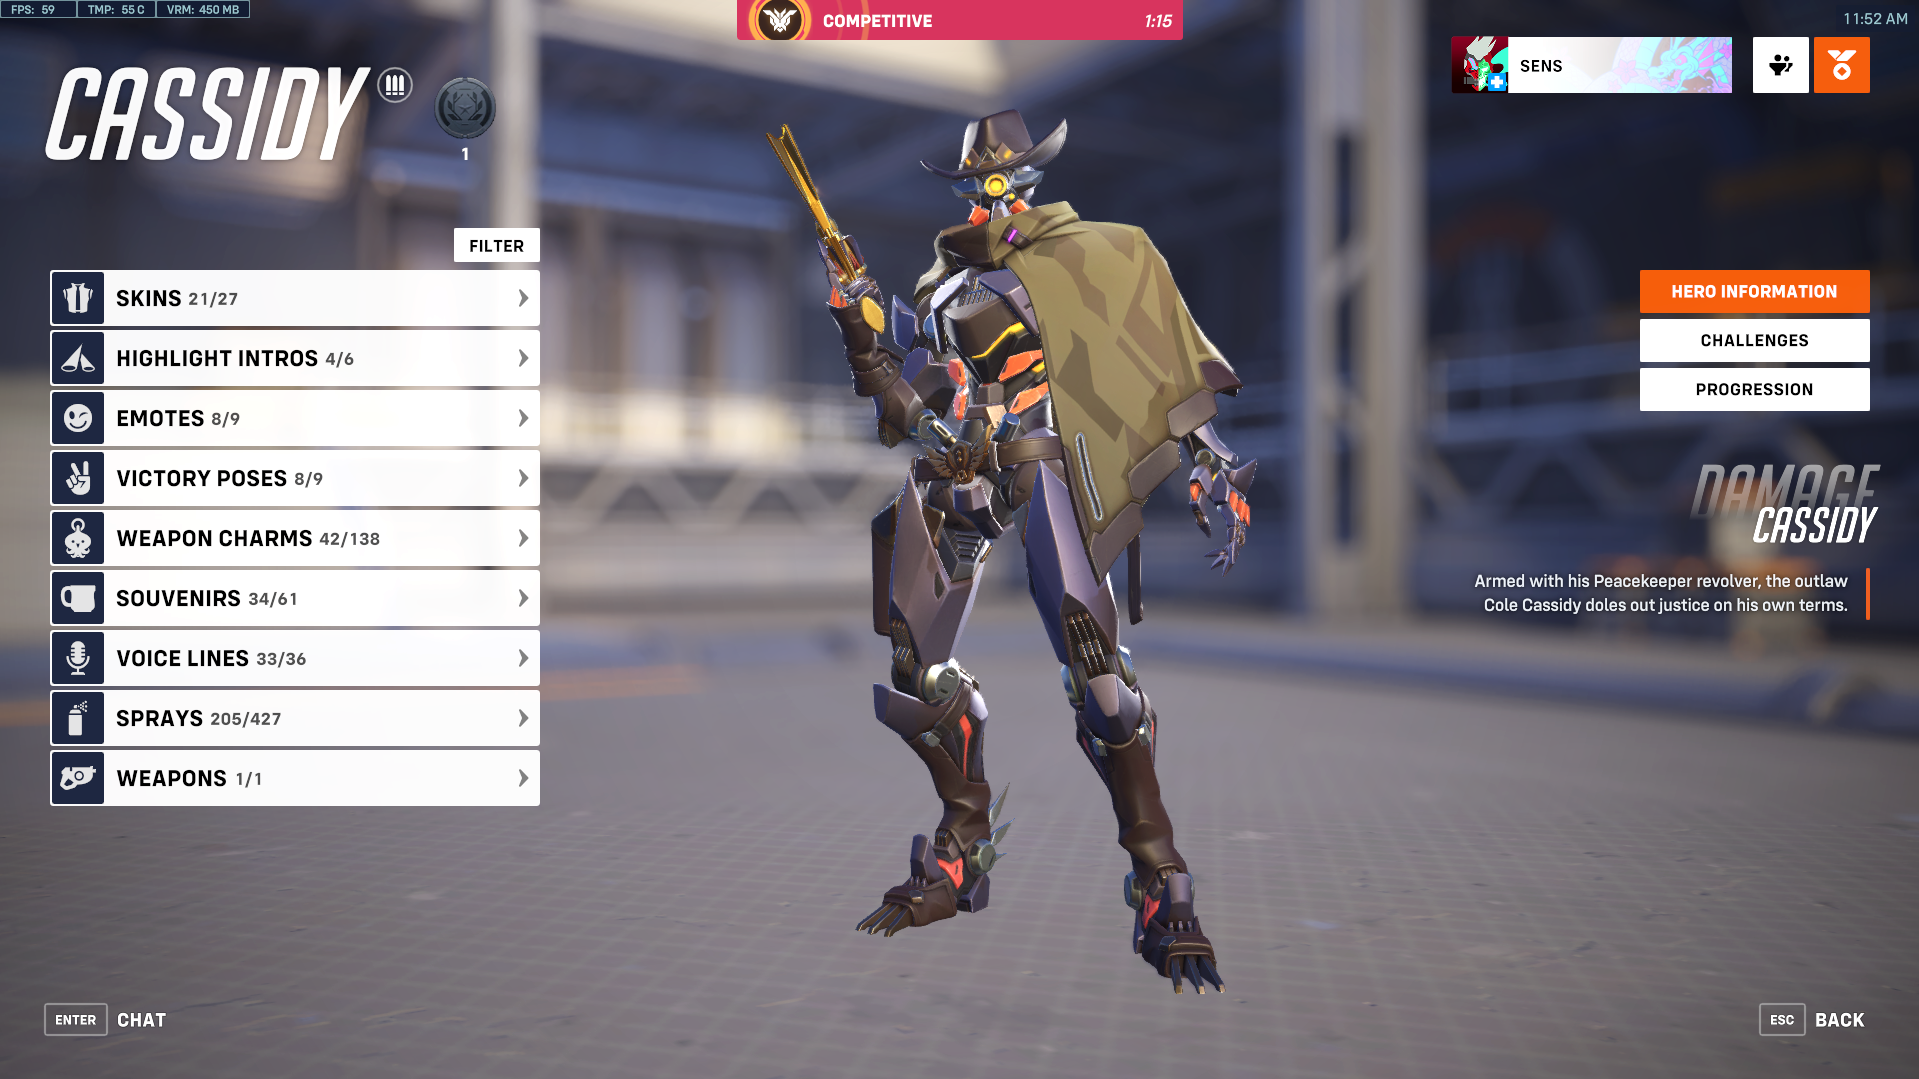 FPS: 59 TMP: 55 C VRM: 450 MB
COMPETITIVE 1:15
11:52 AM
CASSIDY
1
SENS
FILTER
SKINS 21/27
HIGHLIGHT INTROS 4/6
EMOTES 8/9
VICTORY POSES 8/9
WEAPON CHARMS 42/138
SOUVENIRS 34/61
VOICE LINES 33/36
SPRAYS 205/427
WEAPONS 1/1
HERO INFORMATION
CHALLENGES
PROGRESSION
DAMAGE
CASSIDY
Armed with his Peacekeeper revolver, the outlaw
Cole Cassidy doles out justice on his own terms.
ENTER CHAT
ESC BACK